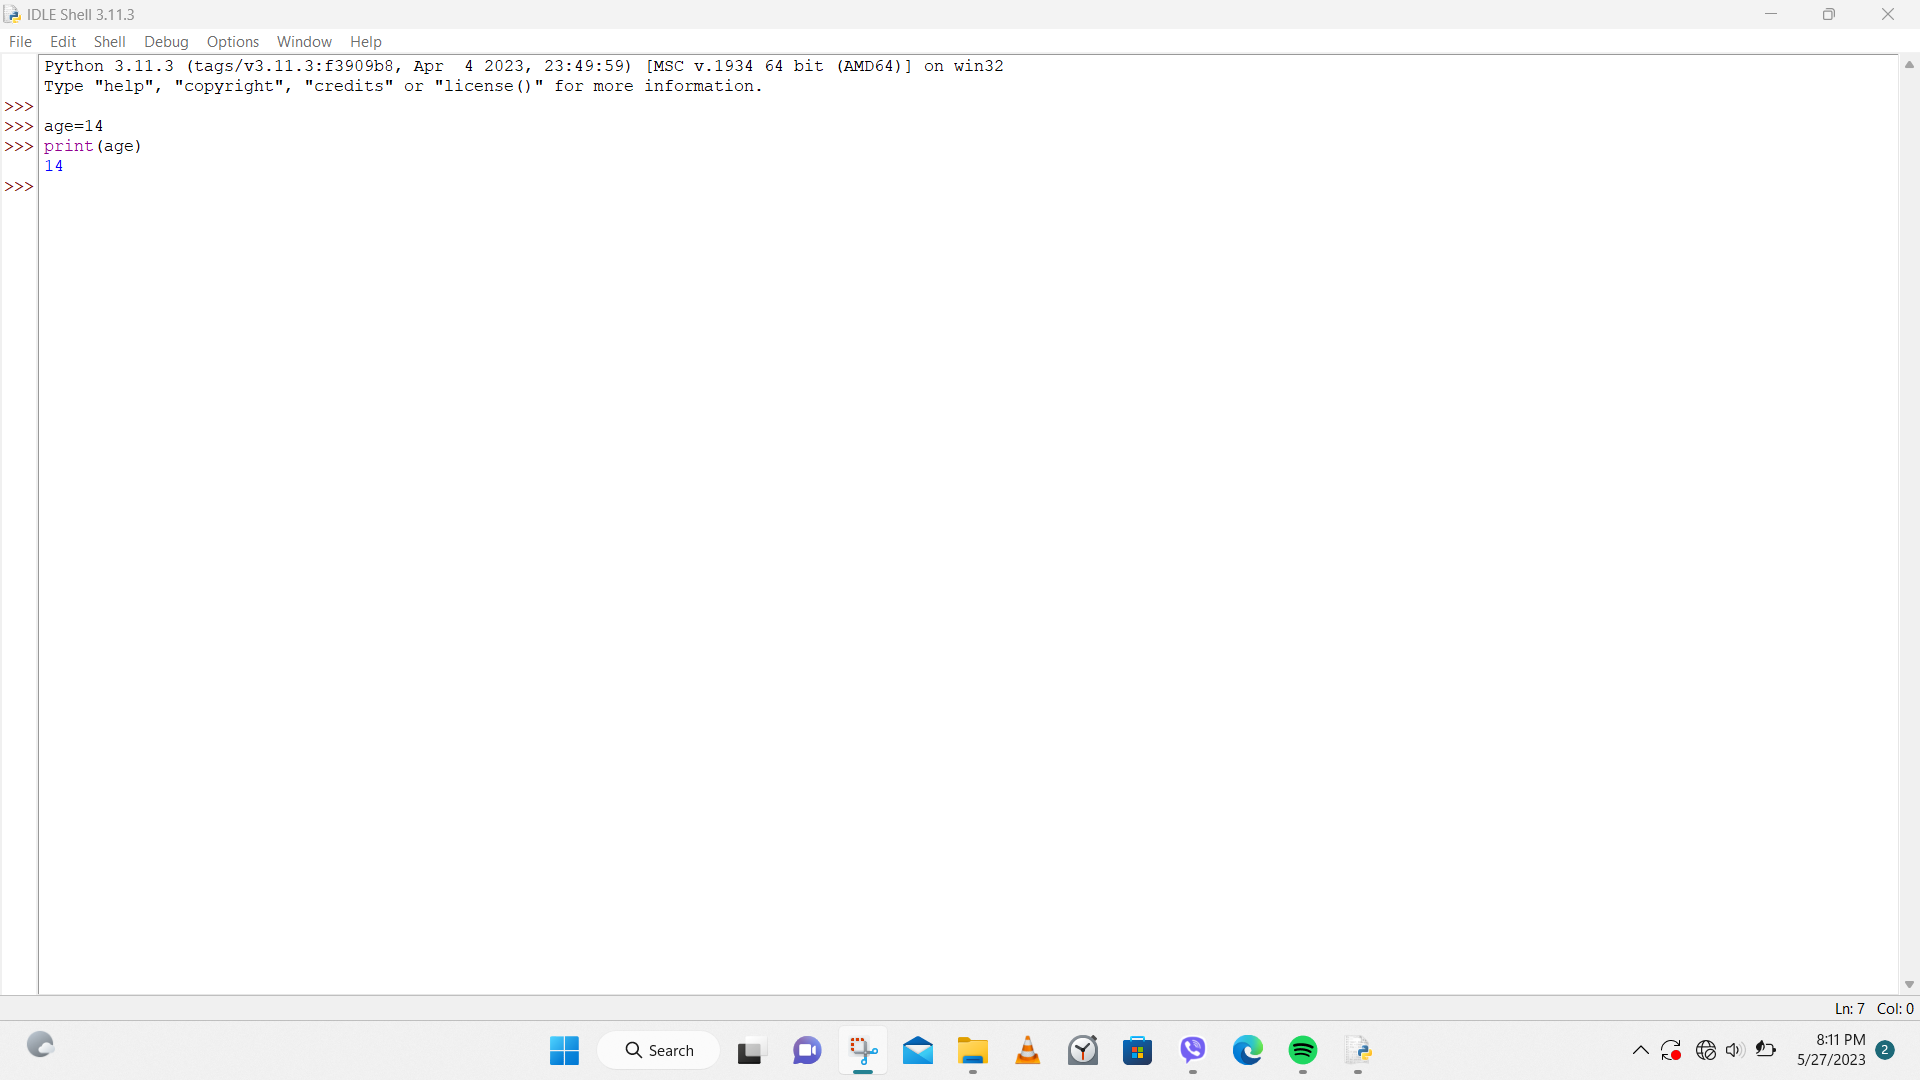 IDLE Shell 3.11.3
File Edit Shell Debug Options Window Help
Python 3.11.3 (tags/v3.11.3:f3909b8, Apr  4 2023, 23:49:59) [MSC v.1934 64 bit (AMD64)] on win32
Type "help", "copyright", "credits" or "license()" for more information.
>>>
>>> age=14
>>> print(age)
14
>>>
Ln: 7 Col: 0
Search
8:11 PM
5/27/2023
2